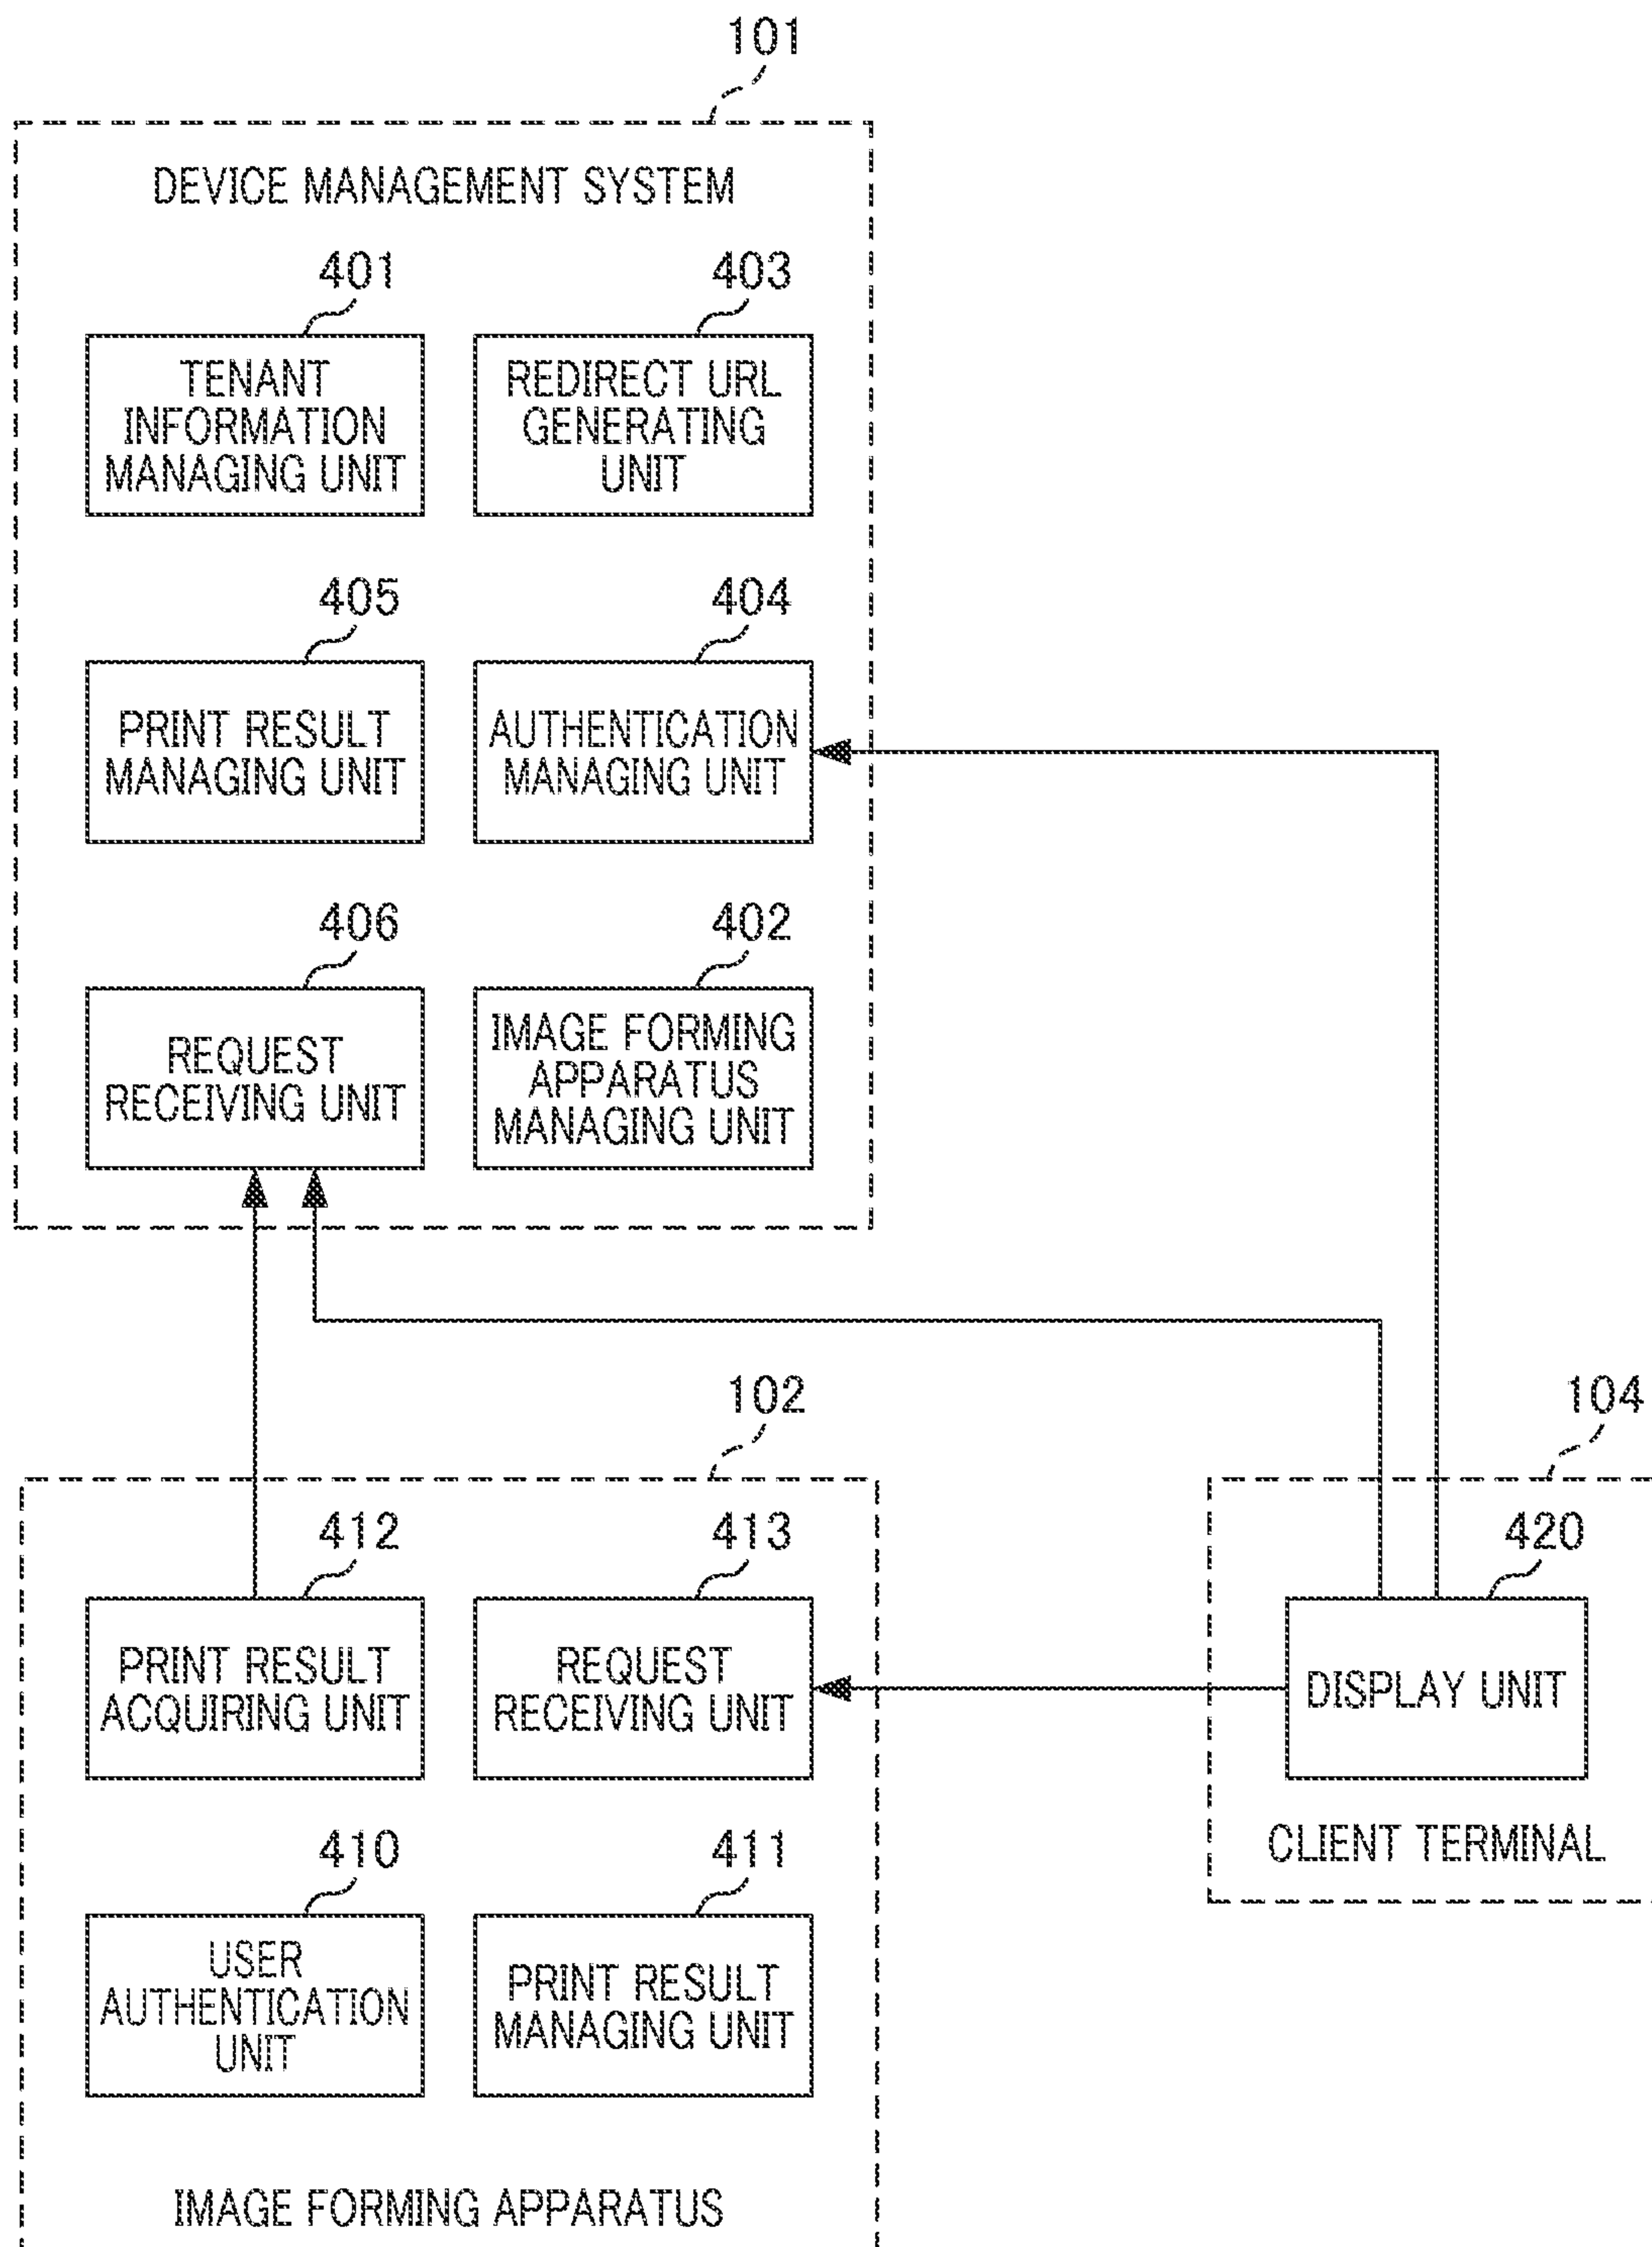 101
DEVICE MANAGEMENT SYSTEM
401
TENANT
INFORMATION
MANAGING UNIT
403
REDIRECT URL
GENERATING
UNIT
405
PRINT RESULT
MANAGING UNIT
404
AUTHENTICATION
MANAGING UNIT
406
REQUEST
RECEIVING UNIT
402
IMAGE FORMING
APPARATUS
MANAGING UNIT
102
412
PRINT RESULT
ACQUIRING UNIT
413
REQUEST
RECEIVING UNIT
410
USER
AUTHENTICATION
UNIT
411
PRINT RESULT
MANAGING UNIT
IMAGE FORMING APPARATUS
104
420
DISPLAY UNIT
CLIENT TERMINAL